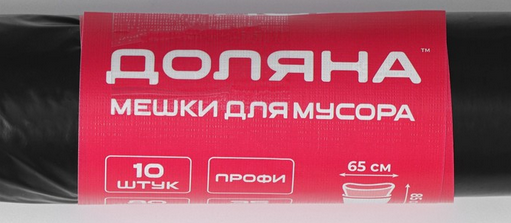 ДОЛЯНА™
МЕШКИ ДЛЯ МУСОРА
10 ШТУК
ПРОФИ
65 см